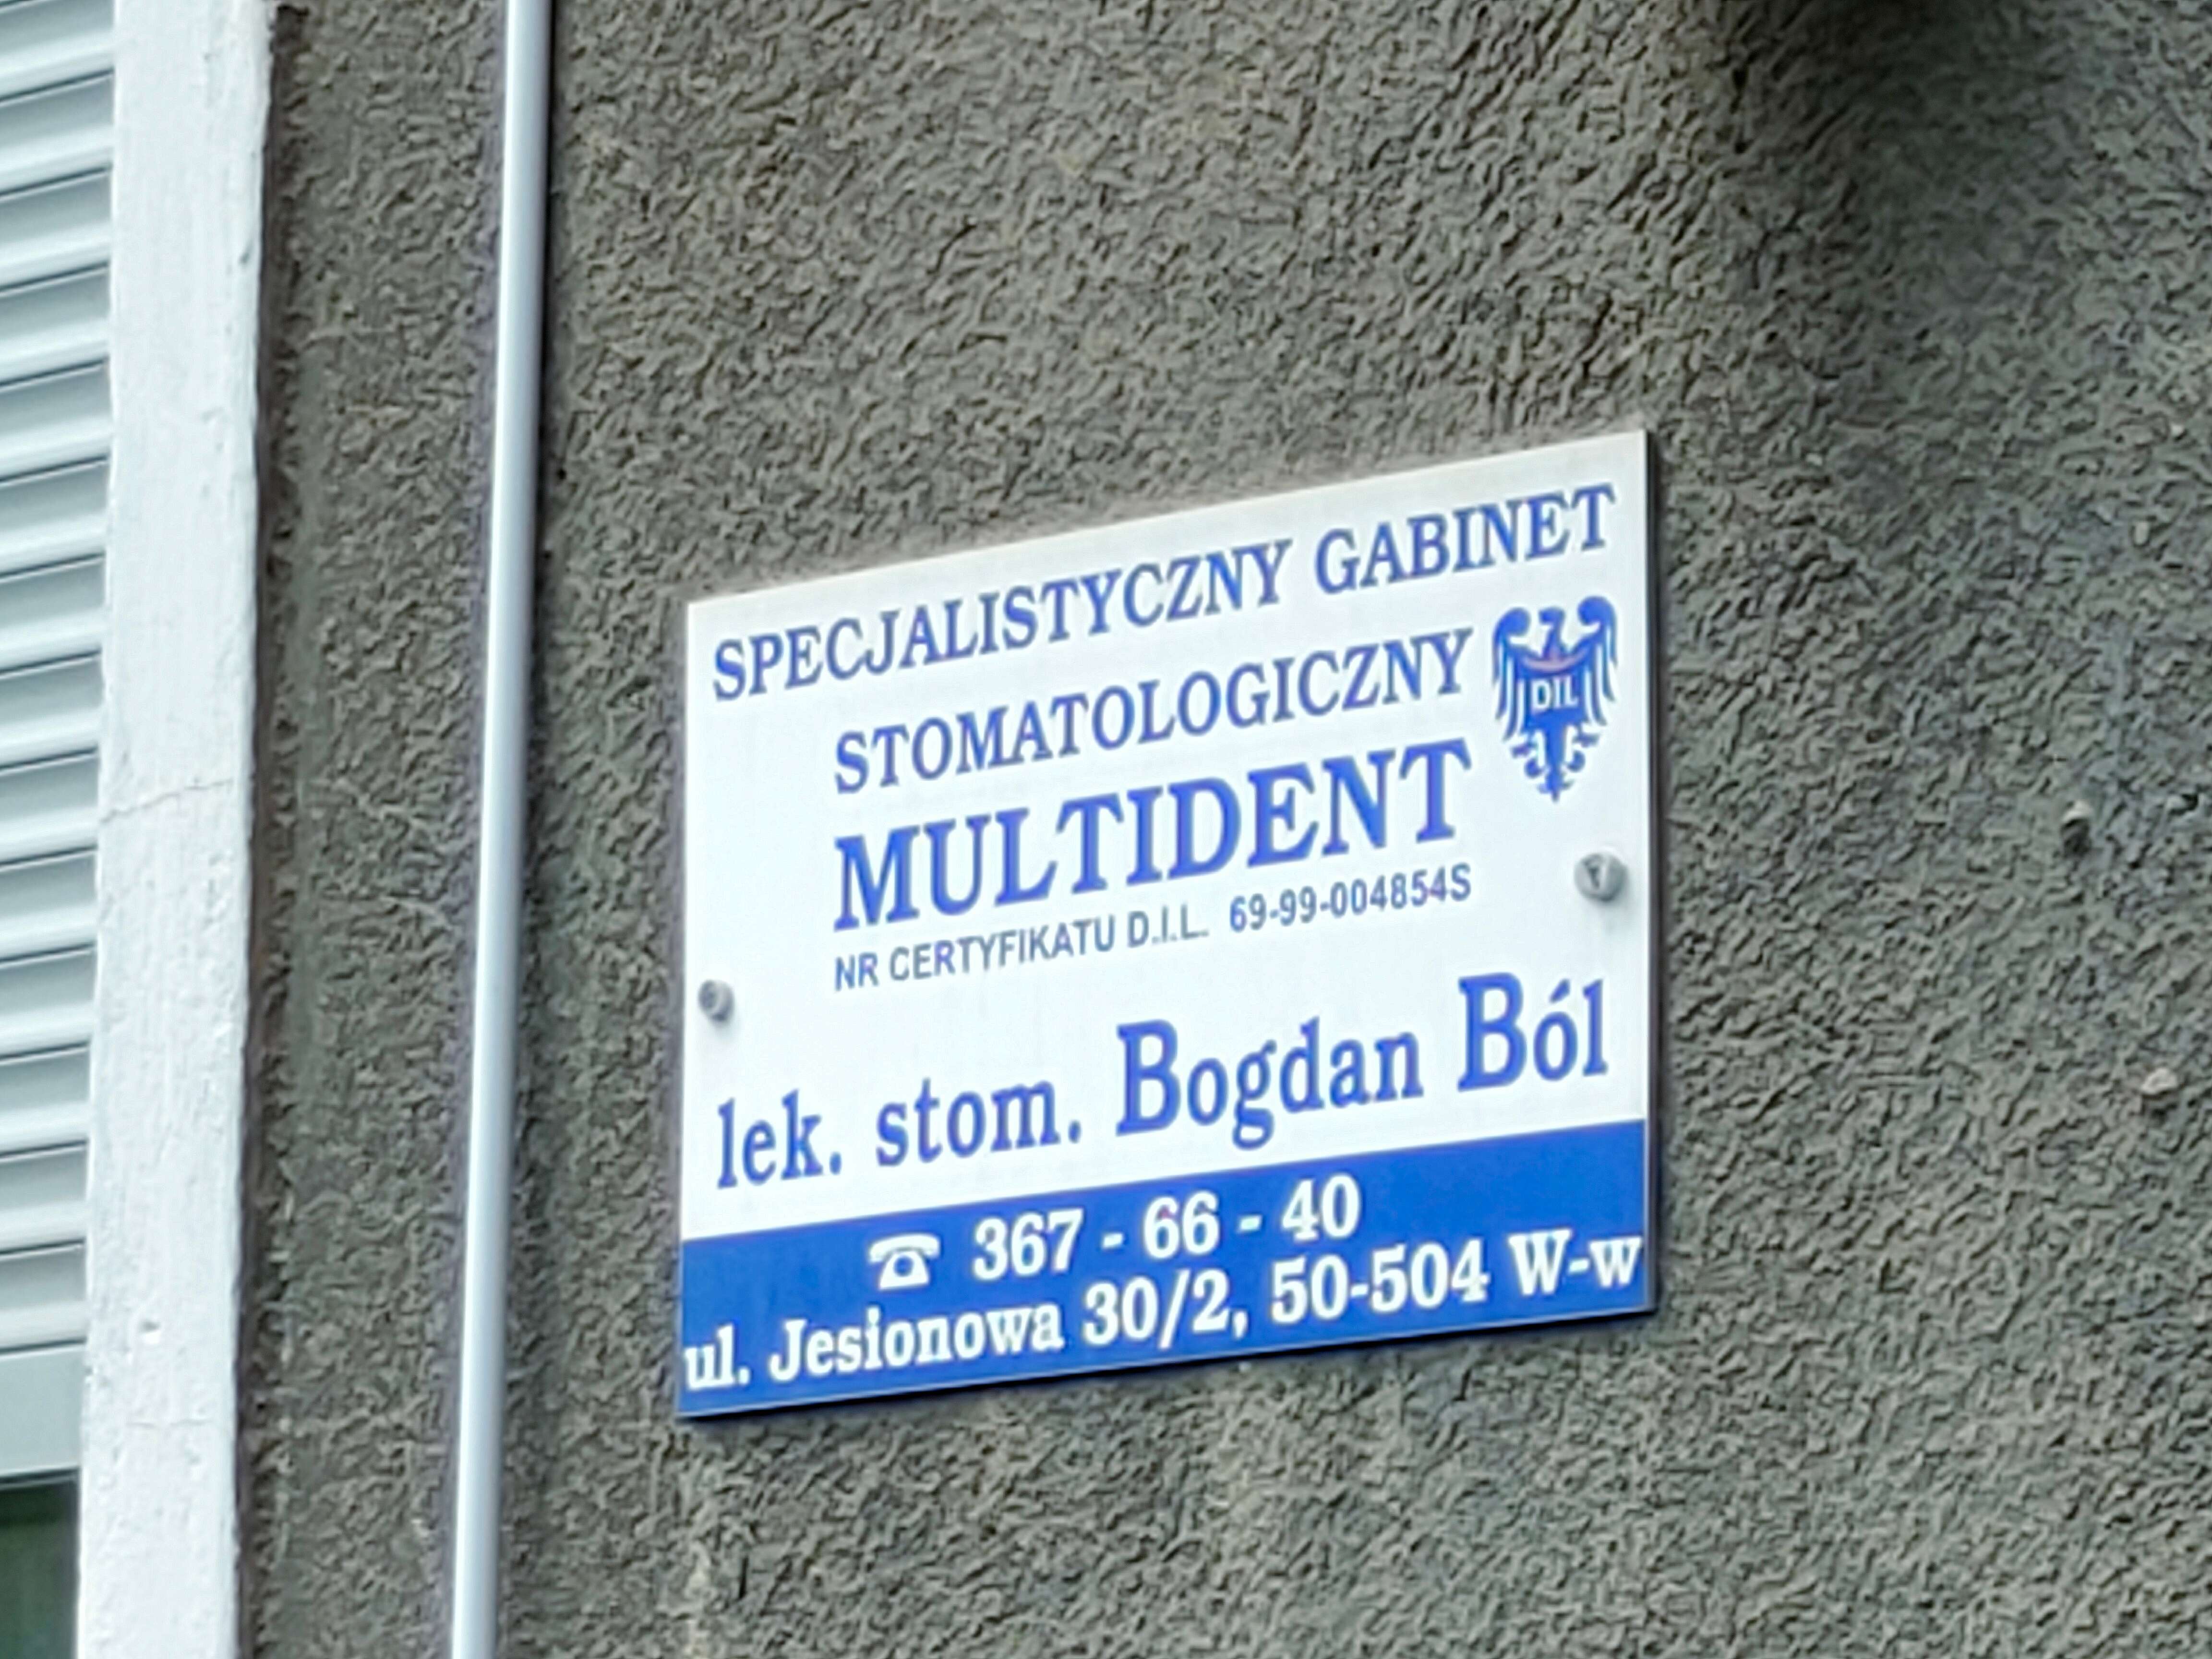 SPECJALISTYCZNY GABINET
STOMATOLOGICZNY
DIL
MULTIDENT
NR CERTYFIKATU D.I.L. 69-99-004854S
lek. stom. Bogdan Ból
☎ 367 - 66 - 40
ul. Jesionowa 30/2, 50-504 W-w